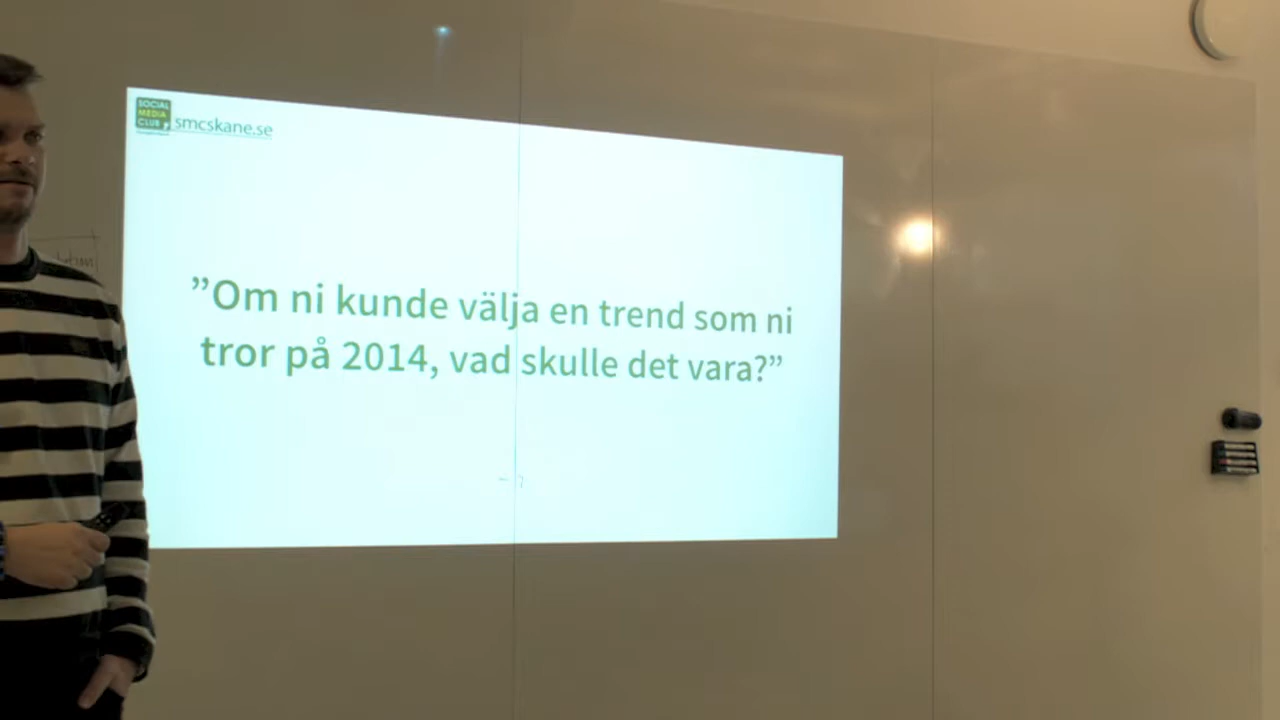 SOCIAL
MEDIA
CLUB
smcskane.se
”Om ni kunde välja en trend som ni
tror på 2014, vad skulle det vara?”